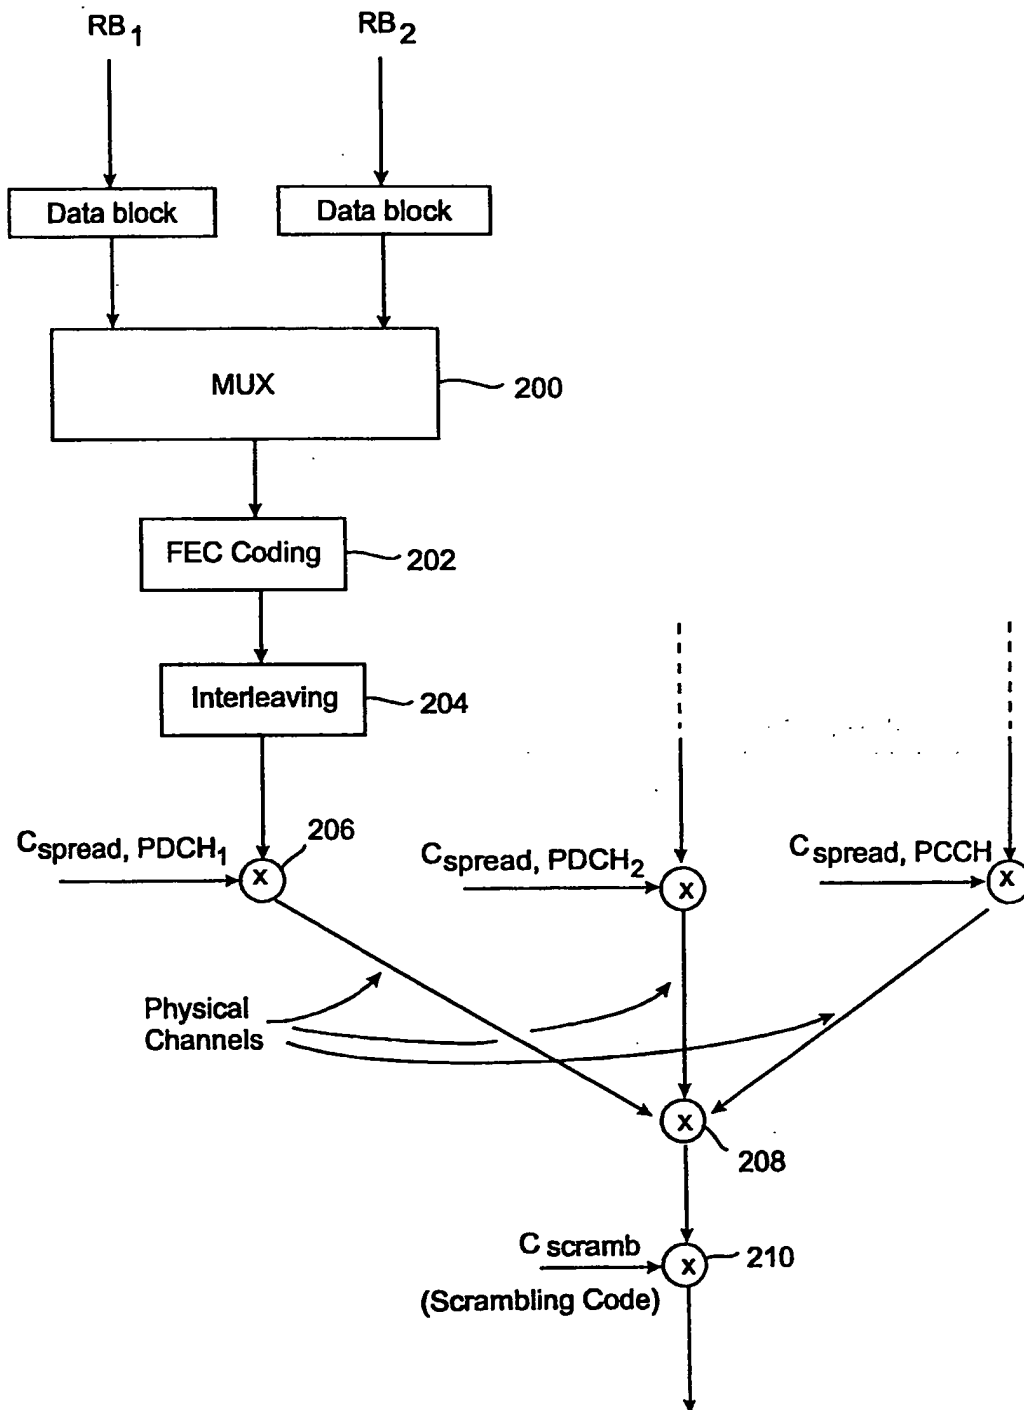 RB1
RB2
Data block
Data block
MUX
200
FEC Coding
202
Interleaving
204
Cspread, PDCH1
206
Cspread, PDCH2
Cspread, PCCH
X
X
X
Physical
Channels
X
208
C scramb
X
210
(Scrambling Code)